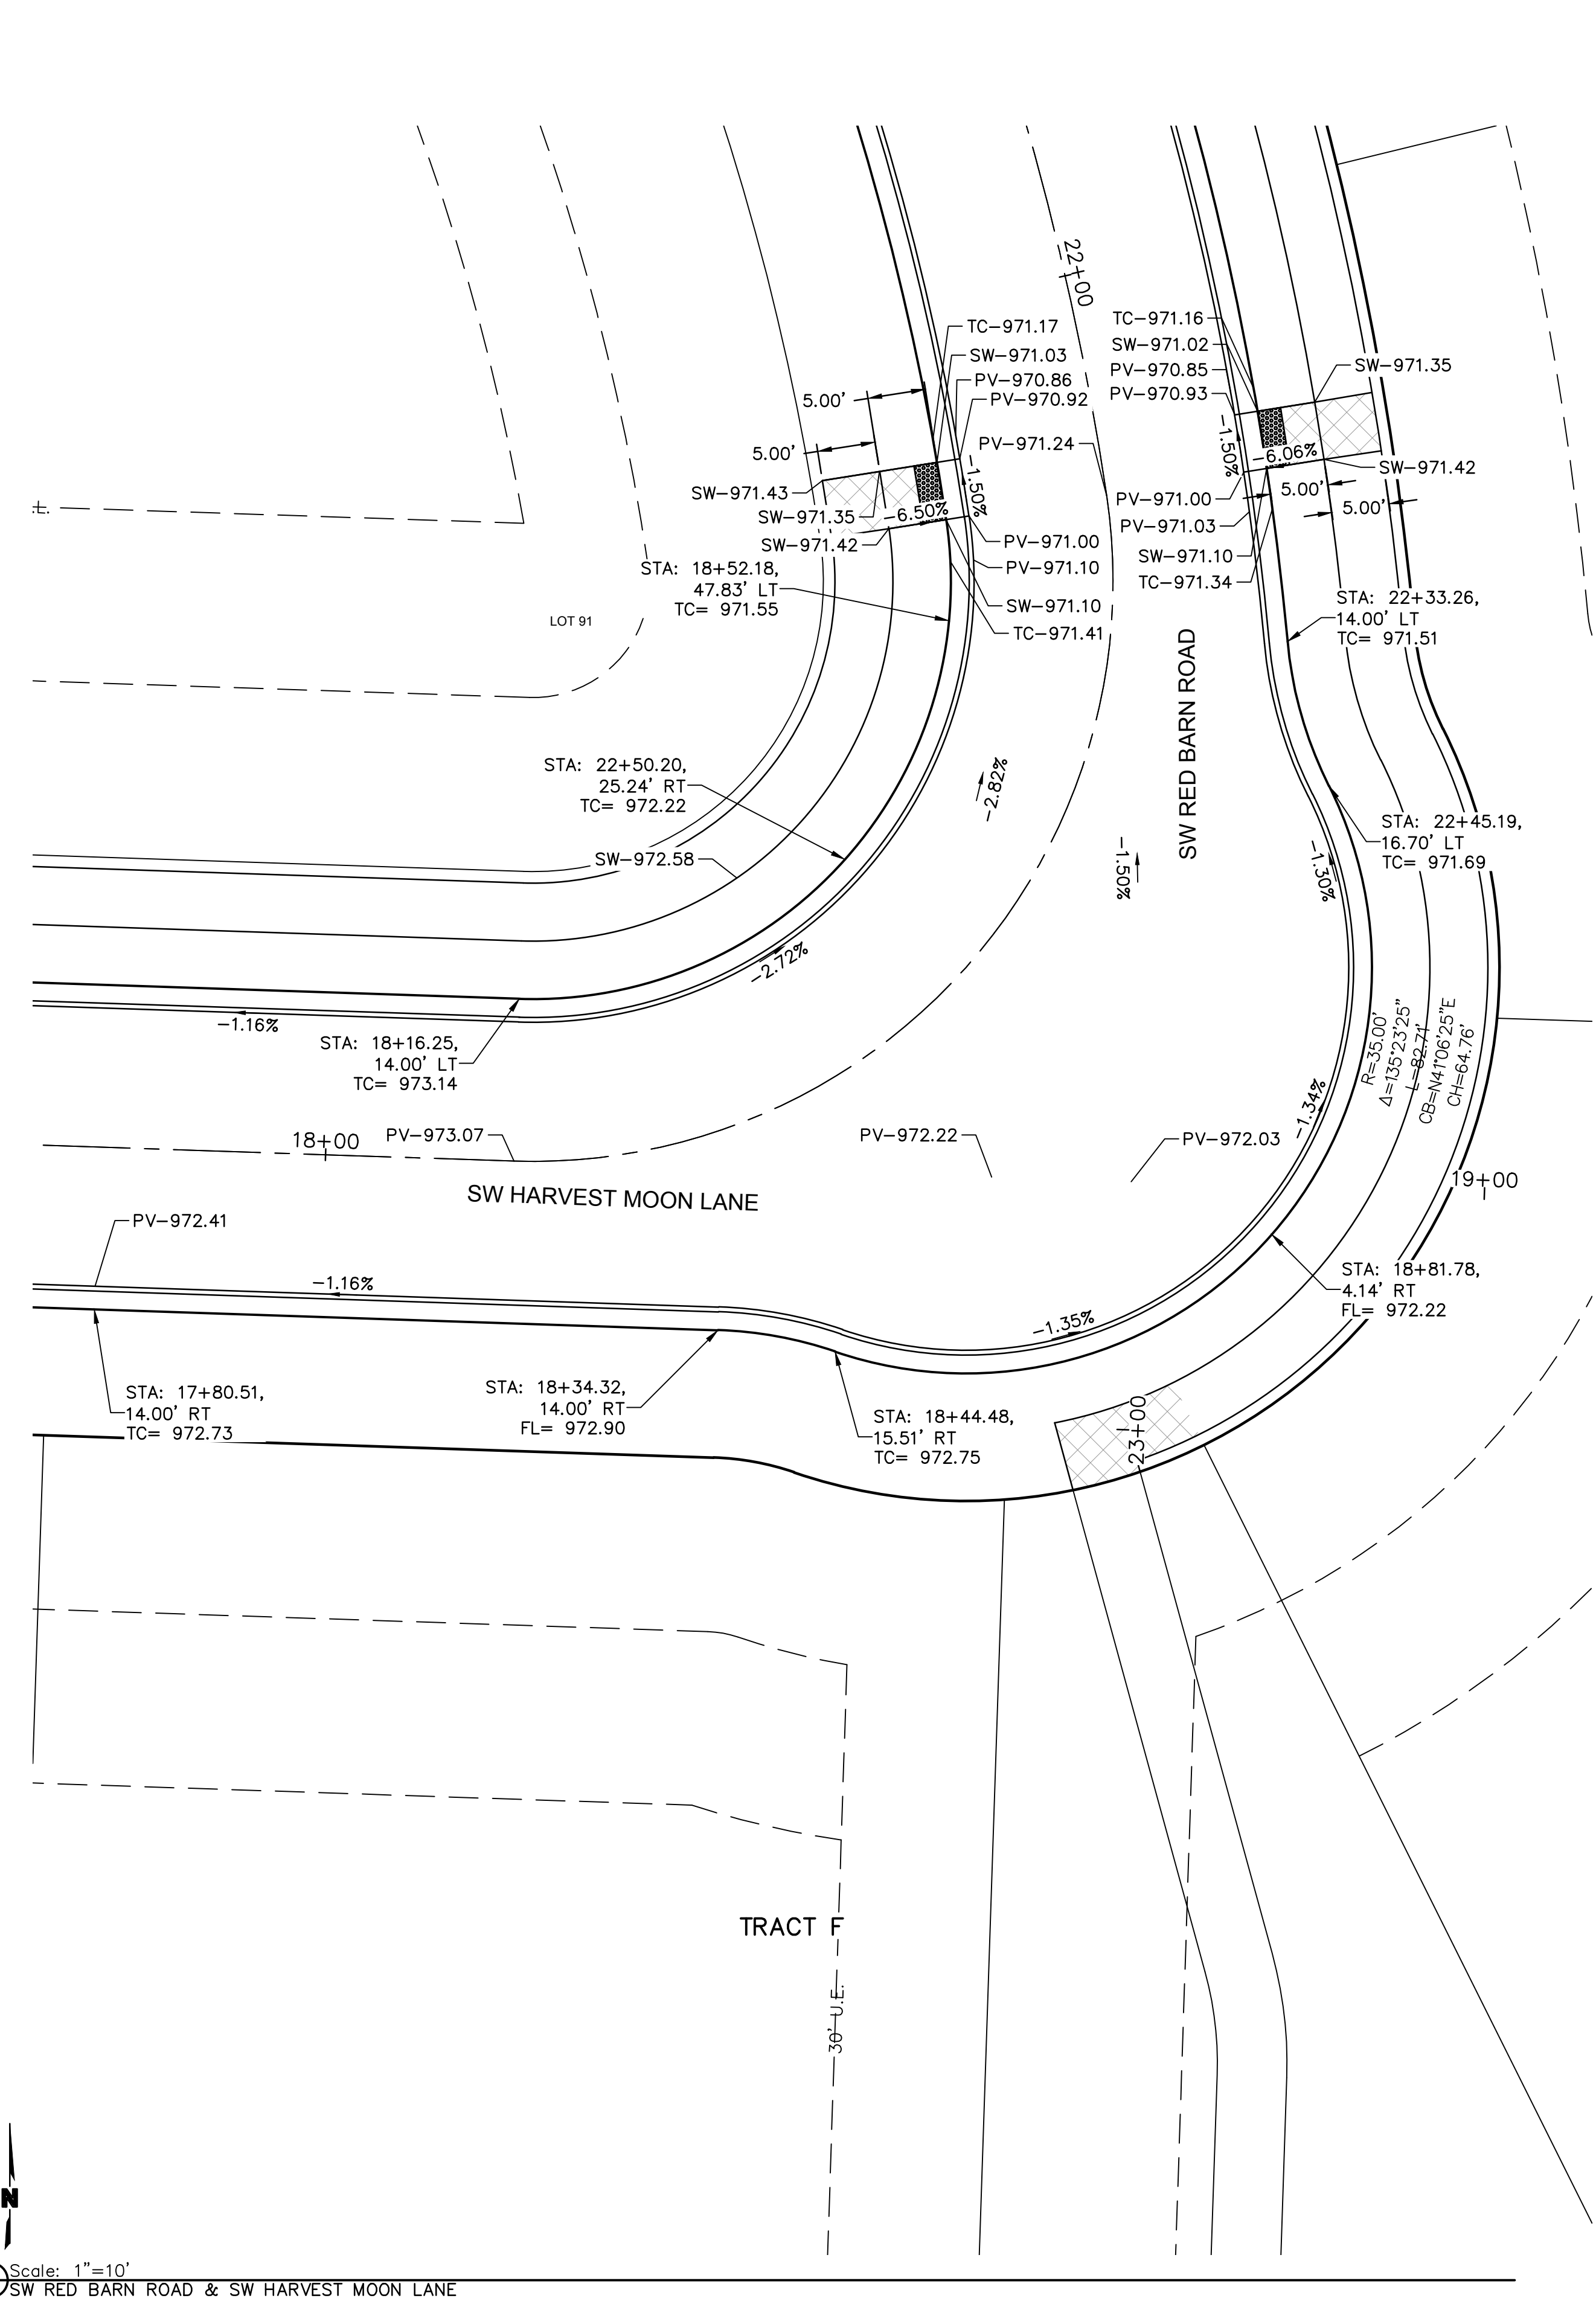 22+00
TC-971.17
SW-971.03
PV-970.86
PV-970.92
PV-971.24
TC-971.16
SW-971.02
PV-970.85
PV-970.93
SW-971.35
5.00'
5.00'
-1.50%
SW-971.43
SW-971.35
-6.50%
SW-971.42
PV-971.00
PV-971.10
SW-971.10
TC-971.41
-1.50%
-6.06%
SW-971.42
5.00'
5.00'
PV-971.00
PV-971.03
SW-971.10
TC-971.34
STA: 18+52.18,
47.83' LT
TC= 971.55
LOT 91
STA: 22+33.26,
14.00' LT
TC= 971.51
SW RED BARN ROAD
STA: 22+50.20,
25.24' RT
TC= 972.22
-2.82%
-1.50%
-1.30%
STA: 22+45.19,
16.70' LT
TC= 971.69
SW-972.58
-2.72%
-1.16%
STA: 18+16.25,
14.00' LT
TC= 973.14
R=35.00'
Δ=135°23'25"
L=82.71'
CB=N41°06'25"E
CH=64.76'
-1.34%
18+00
PV-973.07
PV-972.22
PV-972.03
19+00
SW HARVEST MOON LANE
PV-972.41
-1.16%
-1.35%
STA: 18+81.78,
4.14' RT
FL= 972.22
STA: 17+80.51,
14.00' RT
TC= 972.73
STA: 18+34.32,
14.00' RT
FL= 972.90
STA: 18+44.48,
15.51' RT
TC= 972.75
23+00
TRACT F
30' U.E.
N
Scale: 1"=10'
SW RED BARN ROAD & SW HARVEST MOON LANE